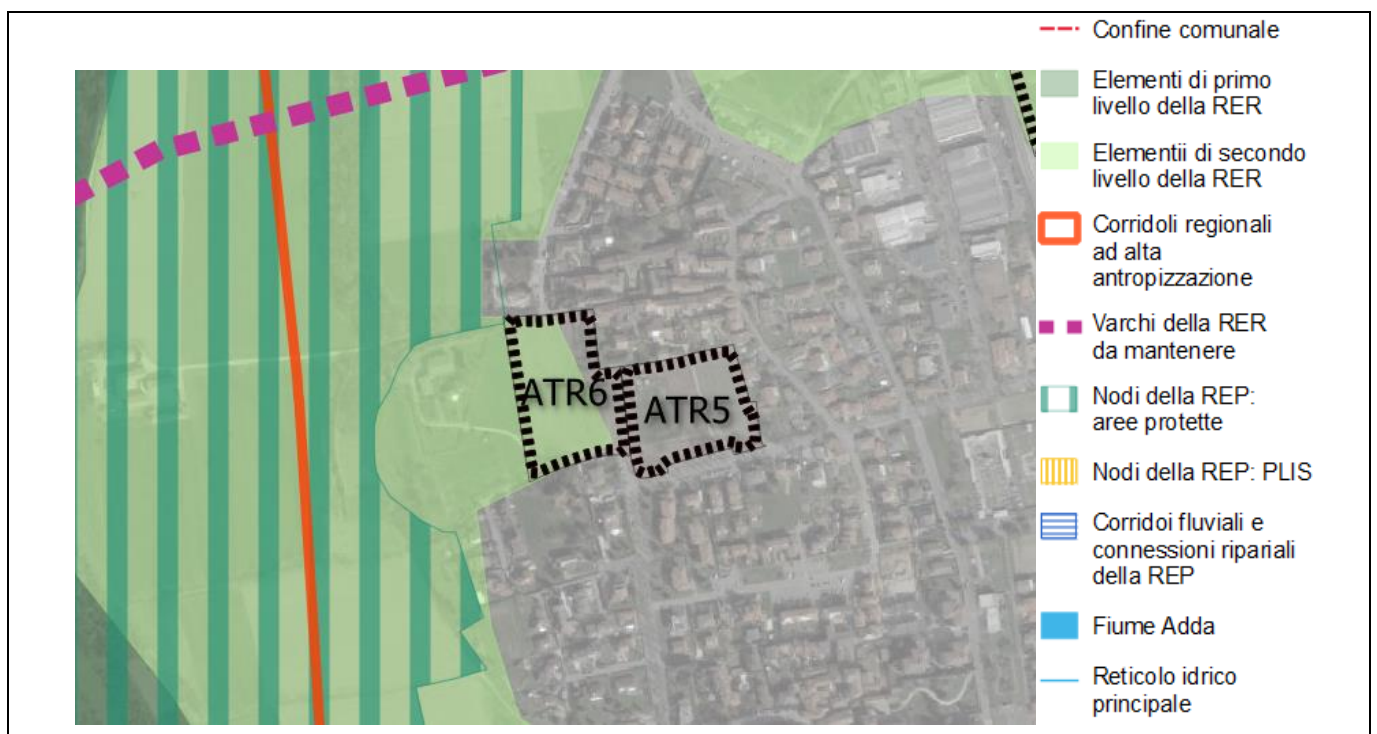 Confine comunale
Elementi di primo
livello della RER
Elementii di secondo
livello della RER
Corridoli regionali
ad alta
antropizzazione
Varchi della RER
da mantenere
Nodi della REP:
aree protette
Nodi della REP: PLIS
Corridoi fluviali e
connessioni ripariali
della REP
Fiume Adda
Reticolo idrico
principale
ATR6
ATR5